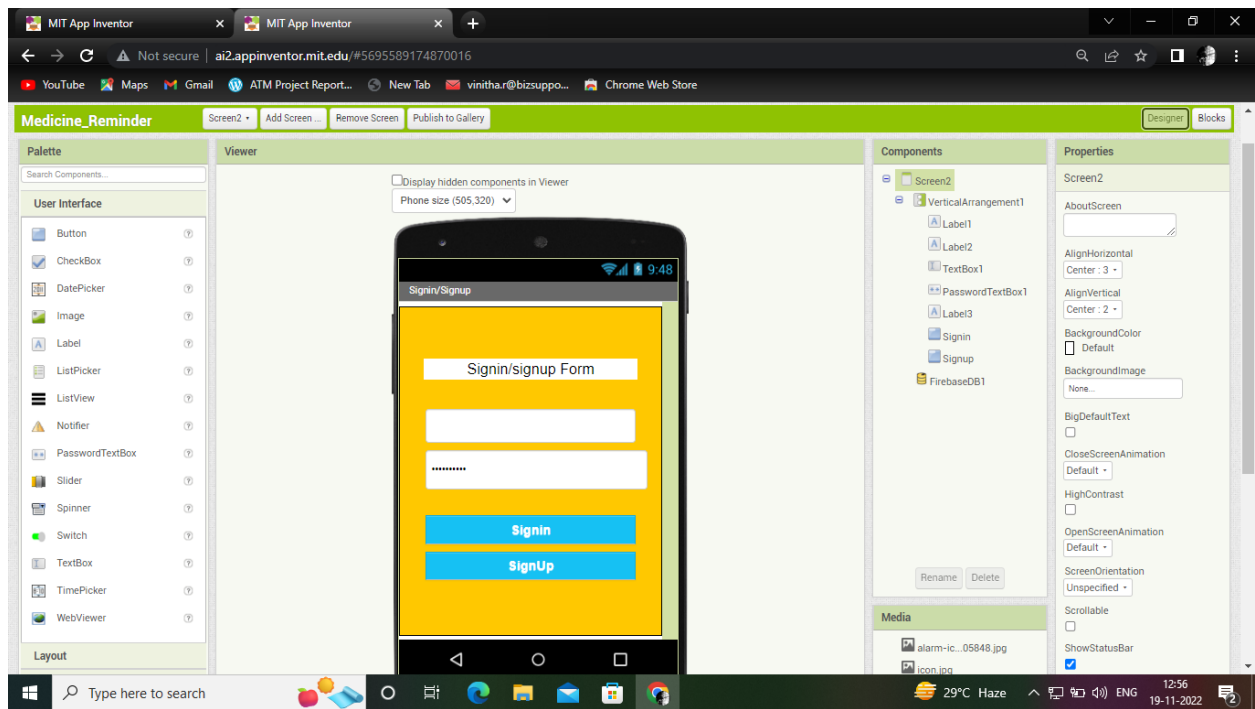 MIT App Inventor
MIT App Inventor
Not secure
ai2.appinventor.mit.edu/#5695589174870016
YouTube
Maps
Gmail
ATM Project Report...
New Tab
vinitha.r@bizsuppo...
Chrome Web Store
Medicine_Reminder
Screen2
Add Screen ...
Remove Screen
Publish to Gallery
Designer
Blocks
Palette
Search Components...
User Interface
Button
CheckBox
DatePicker
Image
Label
ListPicker
ListView
Notifier
PasswordTextBox
Slider
Spinner
Switch
TextBox
TimePicker
WebViewer
Layout
Viewer
Display hidden components in Viewer
Phone size (505,320)
9:48
Signin/Signup
Signin/signup Form
Signin
SignUp
Components
Screen2
VerticalArrangement1
Label1
Label2
TextBox1
PasswordTextBox1
Label3
Signin
Signup
FirebaseDB1
Rename
Delete
Media
alarm-ic...05848.jpg
icon.jpg
Properties
Screen2
AboutScreen
AlignHorizontal
Center : 3
AlignVertical
Center : 2
BackgroundColor
Default
BackgroundImage
None...
BigDefaultText
CloseScreenAnimation
Default
HighContrast
OpenScreenAnimation
Default
ScreenOrientation
Unspecified
Scrollable
ShowStatusBar
Type here to search
29°C Haze
ENG
12:56
19-11-2022
2